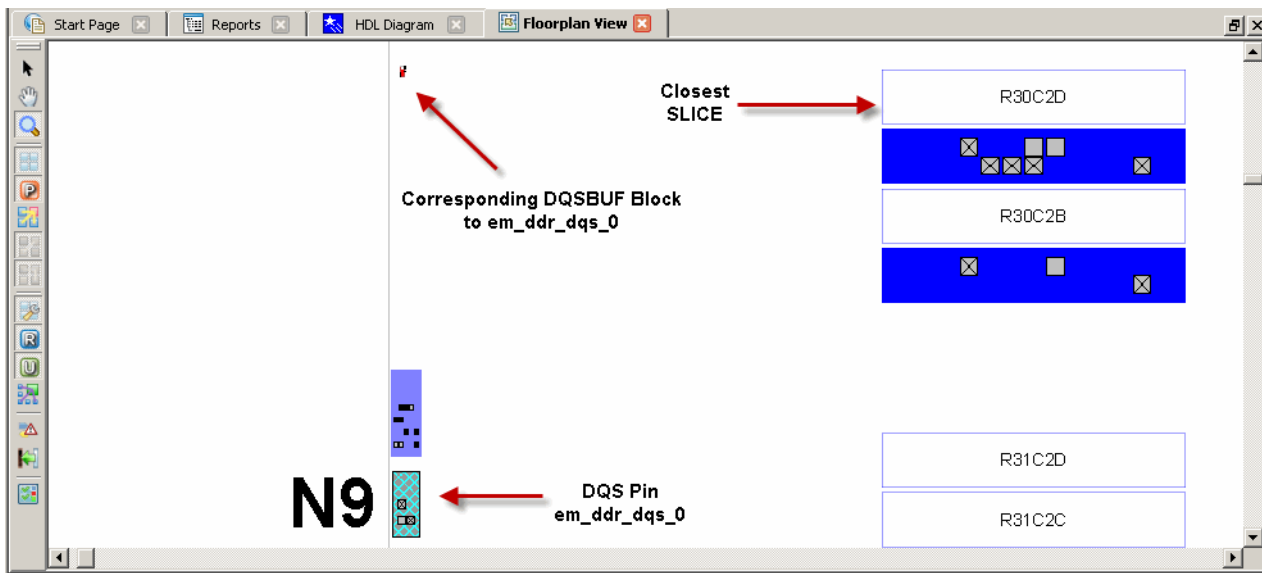 Start Page
Reports
HDL Diagram
Floorplan View
Closest
SLICE
R30C2D
Corresponding DQSBUF Block
to em_ddr_dqs_0
R30C2B
R31C2D
N9
DQS Pin
em_ddr_dqs_0
R31C2C
P
R
U